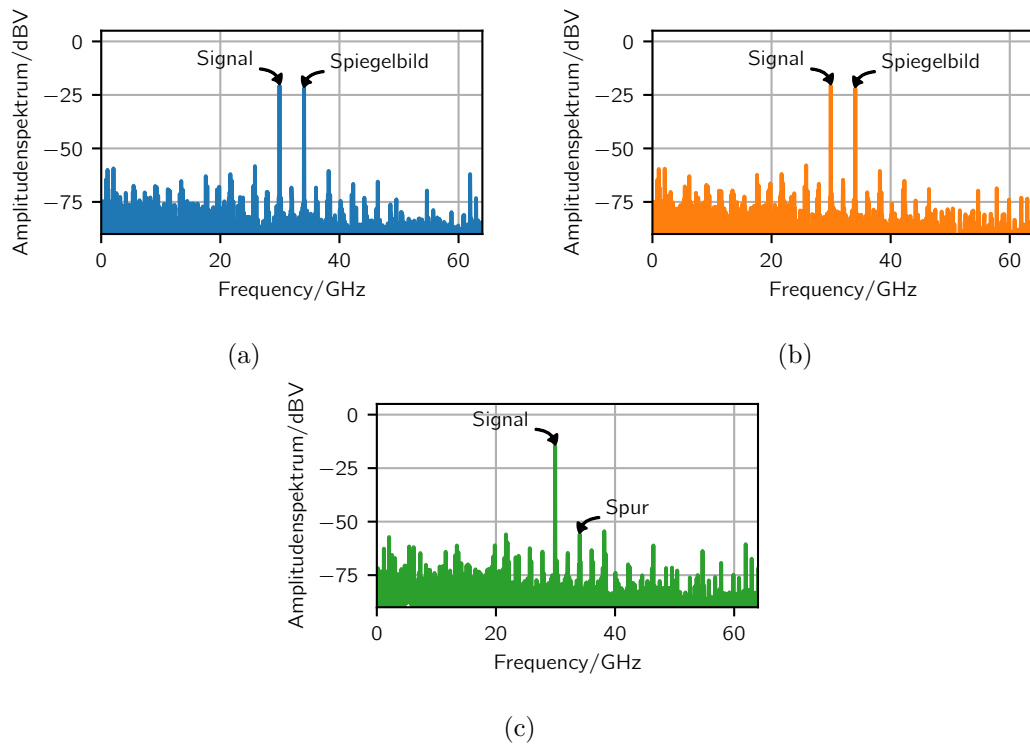 Amplitudenspektrum/dBV
0
−25
−50
−75
Signal
Spiegelbild
0
20
40
60
Frequency/GHz
(a)
Amplitudenspektrum/dBV
0
−25
−50
−75
Signal
Spiegelbild
0
20
40
60
Frequency/GHz
(b)
Amplitudenspektrum/dBV
0
−25
−50
−75
Signal
Spur
0
20
40
60
Frequency/GHz
(c)